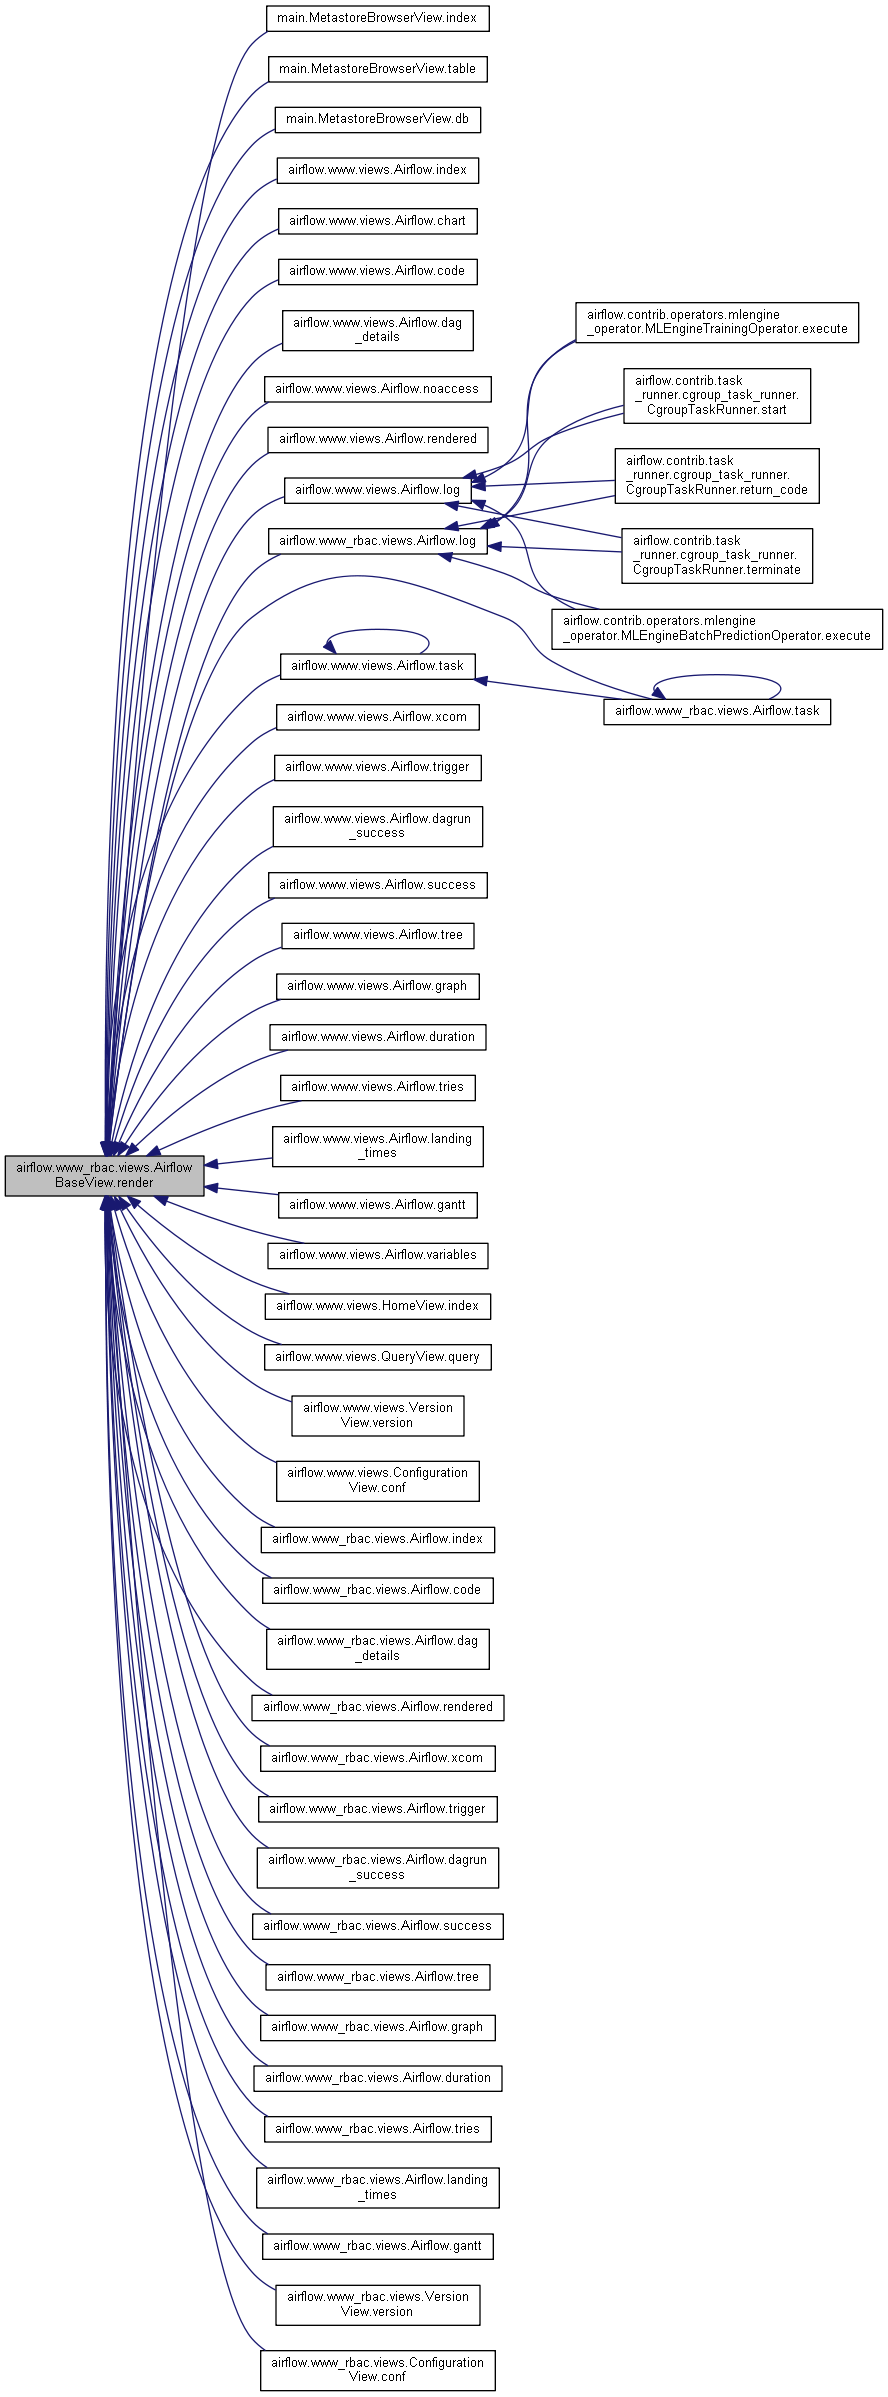 main.MetastoreBrowserView.index
main.MetastoreBrowserView.table
main.MetastoreBrowserView.db
airflow.www.views.Airflow.index
airflow.www.views.Airflow.chart
airflow.www.views.Airflow.code
airflow.www.views.Airflow.dag
_details
airflow.www.views.Airflow.noaccess
airflow.www.views.Airflow.rendered
airflow.www.views.Airflow.log
airflow.www_rbac.views.Airflow.log
airflow.contrib.operators.mlengine
_operator.MLEngineTrainingOperator.execute
airflow.contrib.task
_runner.cgroup_task_runner.
CgroupTaskRunner.start
airflow.contrib.task
_runner.cgroup_task_runner.
CgroupTaskRunner.return_code
airflow.contrib.task
_runner.cgroup_task_runner.
CgroupTaskRunner.terminate
airflow.contrib.operators.mlengine
_operator.MLEngineBatchPredictionOperator.execute
airflow.www.views.Airflow.task
airflow.www_rbac.views.Airflow.task
airflow.www.views.Airflow.xcom
airflow.www.views.Airflow.trigger
airflow.www.views.Airflow.dagrun
_success
airflow.www.views.Airflow.success
airflow.www.views.Airflow.tree
airflow.www.views.Airflow.graph
airflow.www.views.Airflow.duration
airflow.www.views.Airflow.tries
airflow.www.views.Airflow.landing
_times
airflow.www_rbac.views.Airflow
BaseView.render
airflow.www.views.Airflow.gantt
airflow.www.views.Airflow.variables
airflow.www.views.HomeView.index
airflow.www.views.QueryView.query
airflow.www.views.Version
View.version
airflow.www.views.Configuration
View.conf
airflow.www_rbac.views.Airflow.index
airflow.www_rbac.views.Airflow.code
airflow.www_rbac.views.Airflow.dag
_details
airflow.www_rbac.views.Airflow.rendered
airflow.www_rbac.views.Airflow.xcom
airflow.www_rbac.views.Airflow.trigger
airflow.www_rbac.views.Airflow.dagrun
_success
airflow.www_rbac.views.Airflow.success
airflow.www_rbac.views.Airflow.tree
airflow.www_rbac.views.Airflow.graph
airflow.www_rbac.views.Airflow.duration
airflow.www_rbac.views.Airflow.tries
airflow.www_rbac.views.Airflow.landing
_times
airflow.www_rbac.views.Airflow.gantt
airflow.www_rbac.views.Version
View.version
airflow.www_rbac.views.Configuration
View.conf